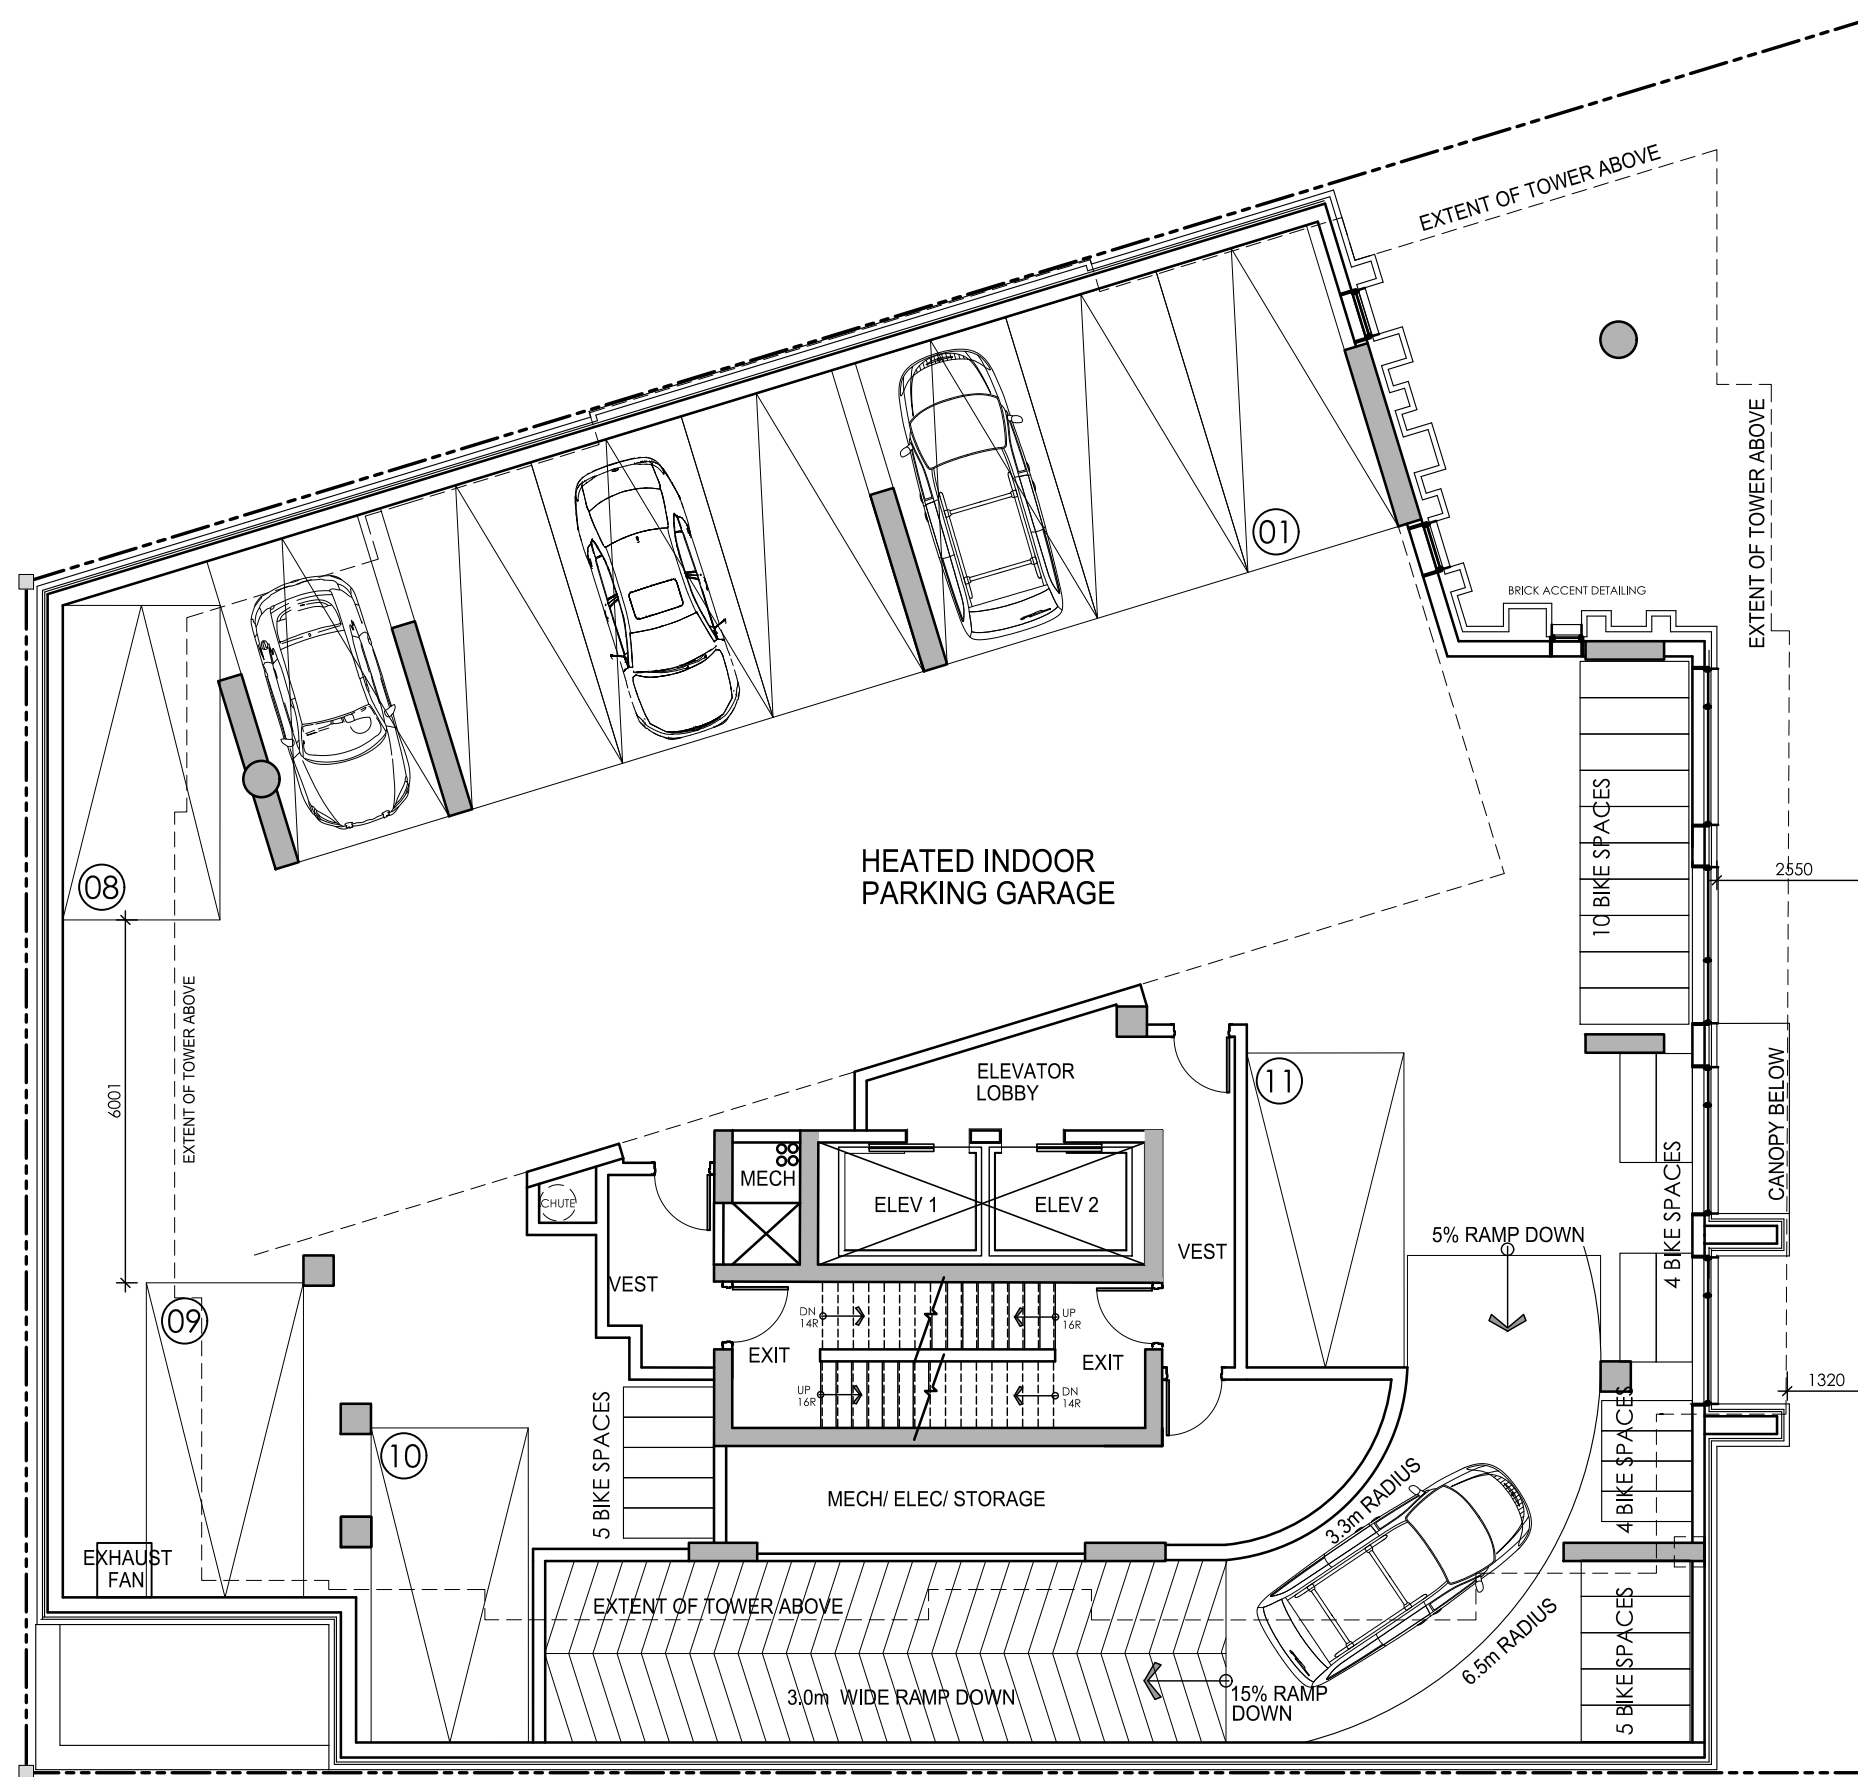 EXTENT OF TOWER ABOVE
EXTENT OF TOWER ABOVE
01
BRICK ACCENT DETAILING
08
HEATED INDOOR
PARKING GARAGE
10 BIKE SPACES
2550
EXTENT OF TOWER ABOVE
6001
ELEVATOR
LOBBY
11
CANOPY BELOW
MECH
CHUTE
ELEV 1
ELEV 2
4 BIKE SPACES
5% RAMP DOWN
VEST
VEST
09
DN
14R
UP
16R
EXIT
EXIT
UP
16R
DN
14R
1320
5 BIKE SPACES
4 BIKE SPACES
10
MECH/ ELEC/ STORAGE
3.3m RADIUS
EXHAUST
FAN
EXTENT OF TOWER ABOVE
6.5m RADIUS
5 BIKE SPACES
3.0m WIDE RAMP DOWN
15% RAMP
DOWN